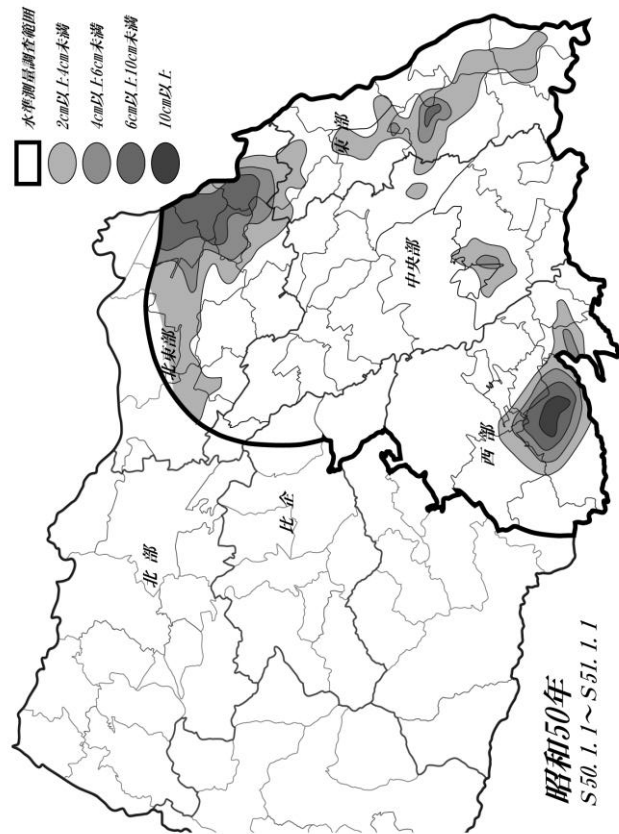 水準測量調査範囲
2cm以上4cm未満
4cm以上6cm未満
6cm以上10cm未満
10cm以上
北部
北東部
東部
比企
中央部
西部
昭和50年
S50.1.1～S51.1.1